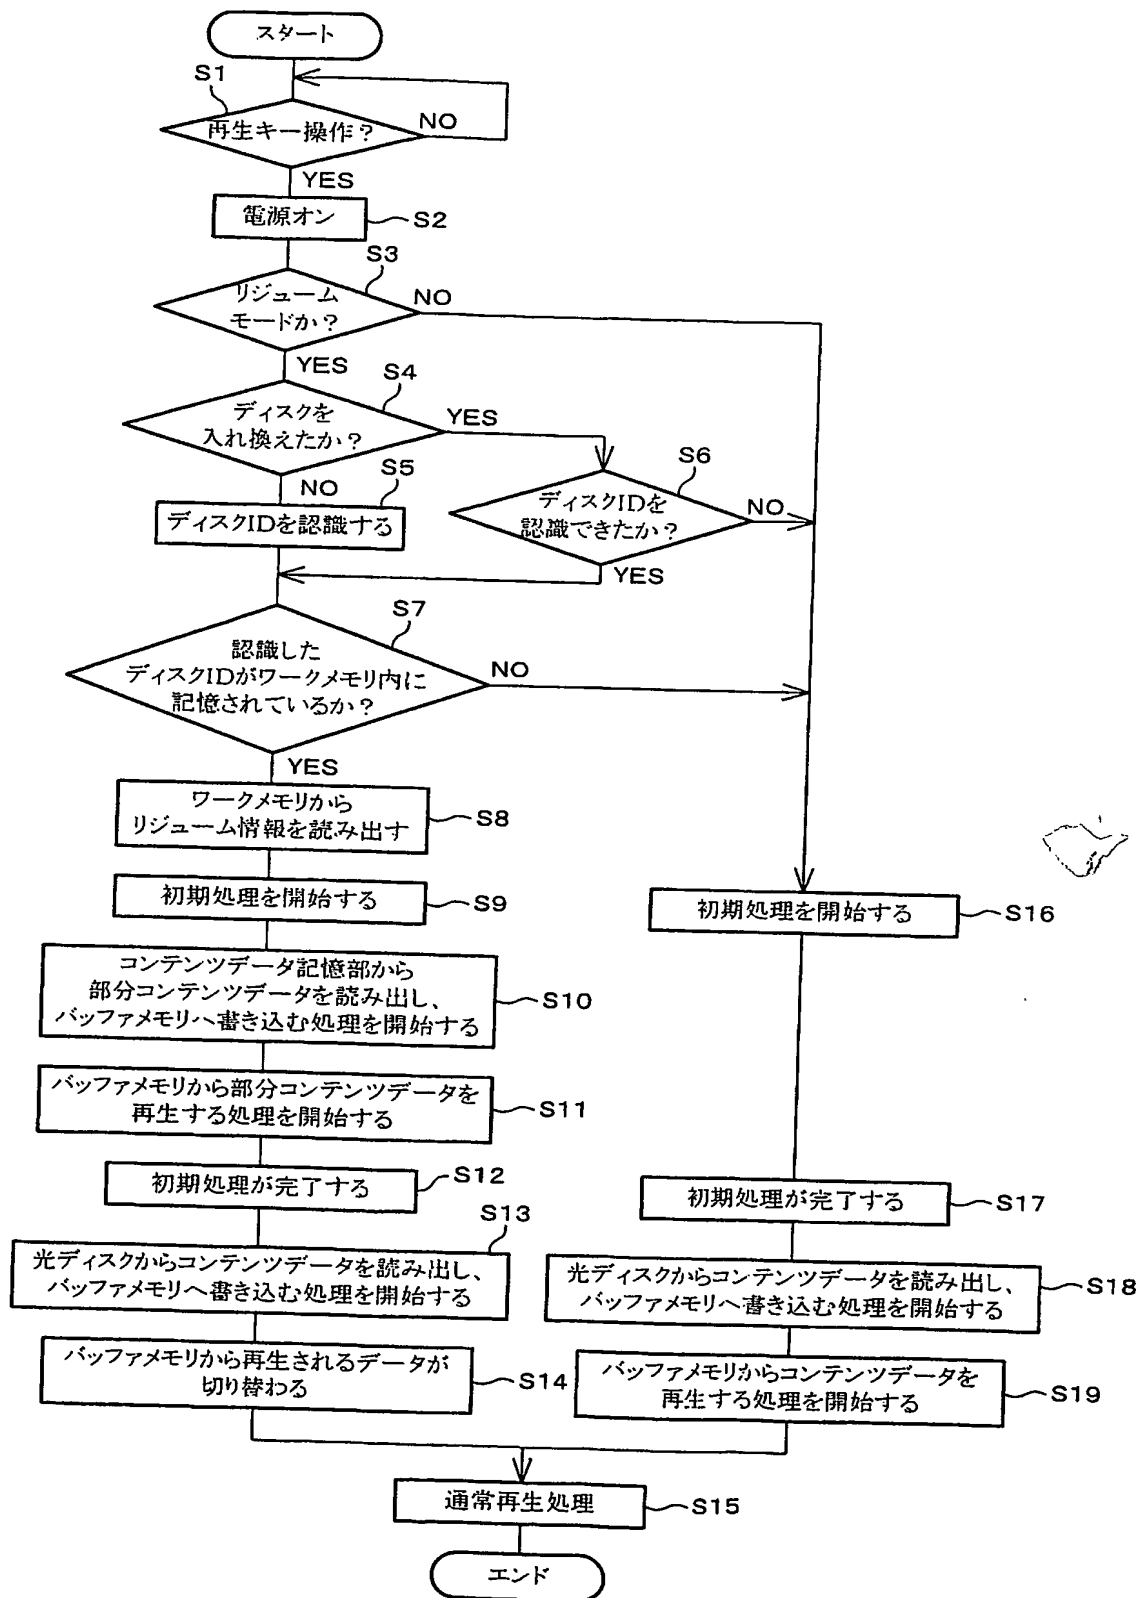 スタート
S1
再生キー操作？
NO
YES
電源オン
S2
S3
リジューム
モードか？
NO
YES
S4
ディスクを
入れ換えたか？
YES
NO
S5
ディスクIDを認識する
S6
ディスクIDを
認識できたか？
NO
YES
S7
認識した
ディスクIDがワークメモリ内に
記憶されているか？
NO
YES
ワークメモリから
リジューム情報を読み出す
S8
初期処理を開始する
S9
コンテンツデータ記憶部から
部分コンテンツデータを読み出し、
バッファメモリへ書き込む処理を開始する
S10
バッファメモリから部分コンテンツデータを
再生する処理を開始する
S11
初期処理が完了する
S12
S13
光ディスクからコンテンツデータを読み出し、
バッファメモリへ書き込む処理を開始する
バッファメモリから再生されるデータが
切り替わる
S14
初期処理を開始する
S16
初期処理が完了する
S17
光ディスクからコンテンツデータを読み出し、
バッファメモリへ書き込む処理を開始する
S18
バッファメモリからコンテンツデータを
再生する処理を開始する
S19
通常再生処理
S15
エンド